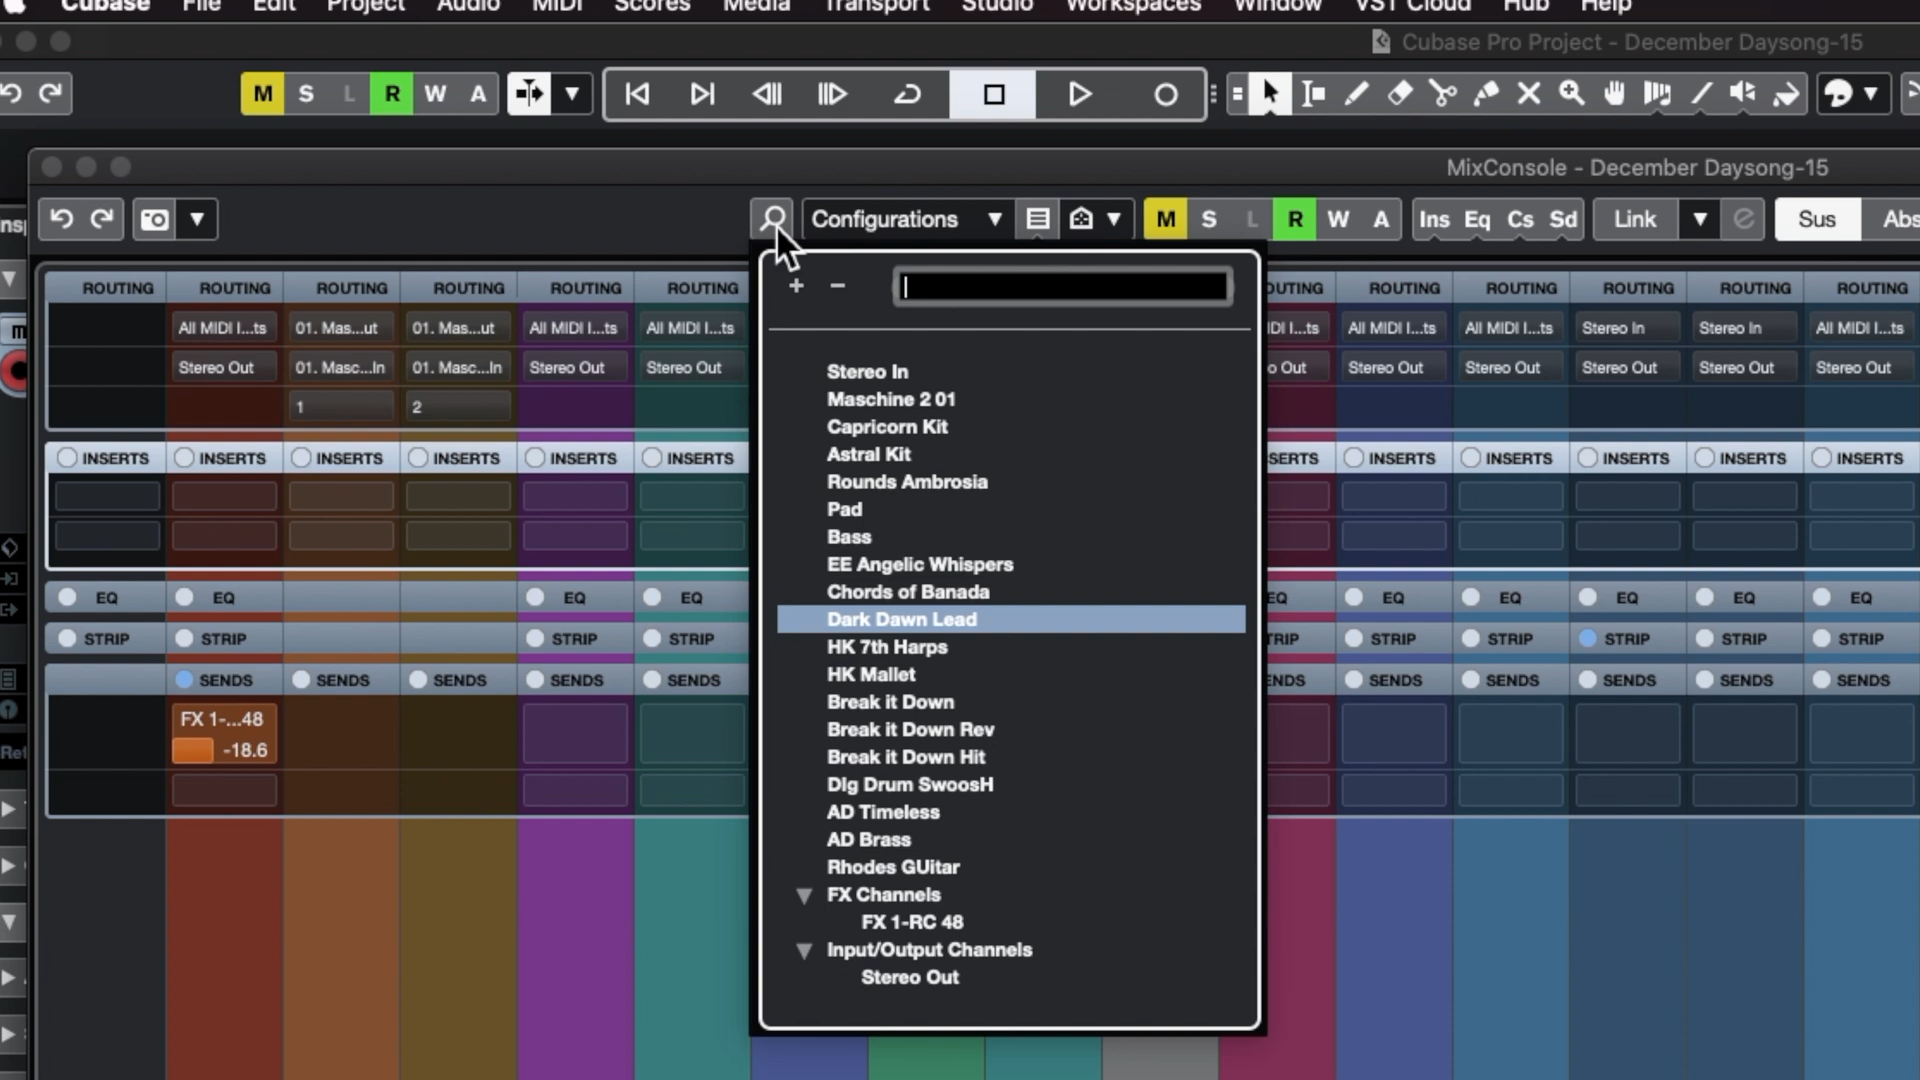 Cubase File Edit Project Audio MIDI Scores Media Transport Studio Workspaces Window VST Cloud Hub Help
Cubase Pro Project - December Daysong-15
M S L R W A
MixConsole - December Daysong-15
Configurations M S L R W A Ins Eq Cs Sd Link e Sus Abs
ROUTING ROUTING ROUTING ROUTING ROUTING ROUTING OUTING ROUTING ROUTING ROUTING ROUTING ROUTING
All MIDI I...ts 01. Mas...ut 01. Mas...ut All MIDI I...ts All MIDI I...ts IDI I...ts All MIDI I...ts All MIDI I...ts Stereo In Stereo In All MIDI I...ts
Stereo Out 01. Masc...In 01. Masc...In Stereo Out Stereo Out o Out Stereo Out Stereo Out Stereo Out Stereo Out Stereo Out
1 2
INSERTS INSERTS INSERTS INSERTS INSERTS INSERTS SERTS INSERTS INSERTS INSERTS INSERTS INSERTS
EQ EQ EQ EQ EQ EQ EQ EQ EQ EQ
STRIP STRIP STRIP STRIP TRIP STRIP STRIP STRIP STRIP STRIP
SENDS SENDS SENDS SENDS SENDS ENDS SENDS SENDS SENDS SENDS SENDS
FX 1-...48
-18.6
+ -
Stereo In
Maschine 2 01
Capricorn Kit
Astral Kit
Rounds Ambrosia
Pad
Bass
EE Angelic Whispers
Chords of Banada
Dark Dawn Lead
HK 7th Harps
HK Mallet
Break it Down
Break it Down Rev
Break it Down Hit
DIg Drum SwoosH
AD Timeless
AD Brass
Rhodes GUitar
FX Channels
FX 1-RC 48
Input/Output Channels
Stereo Out